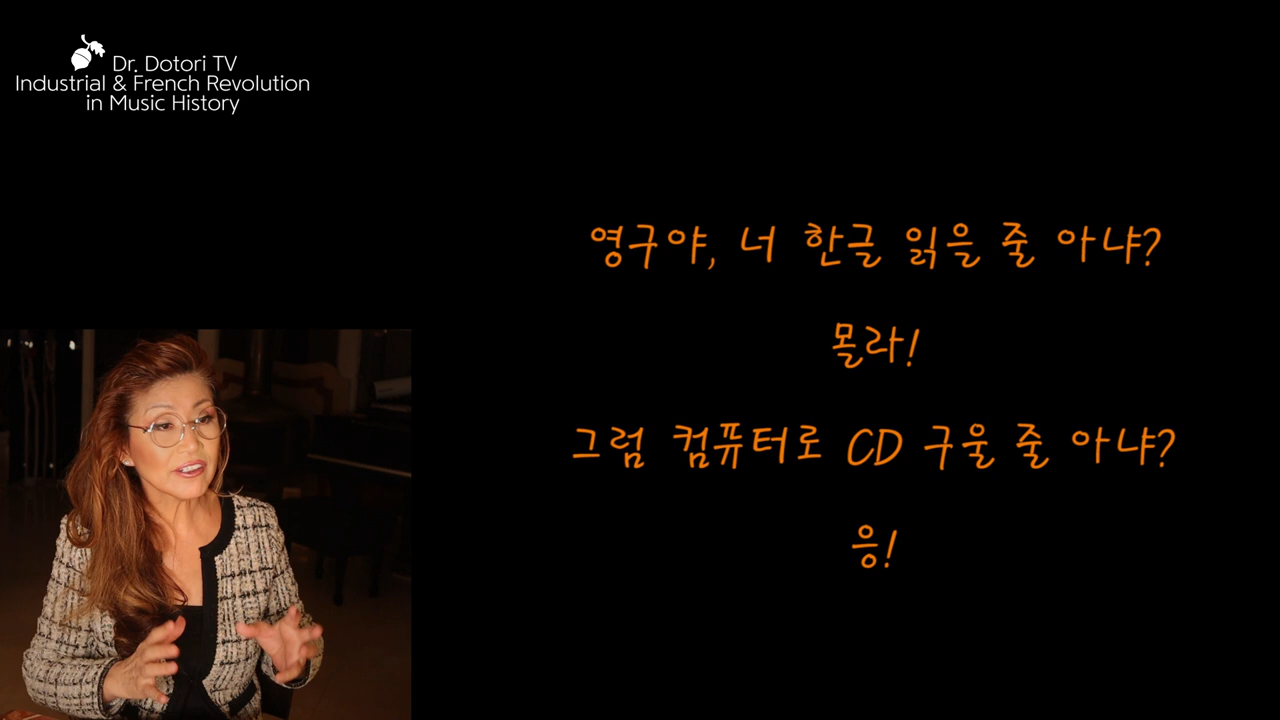 Dr. Dotori TV
Industrial & French Revolution
in Music History
영구야, 너 한글 읽을 줄 아냐?
몰라!
그럼 컴퓨터로 CD 구울 줄 아냐?
응!